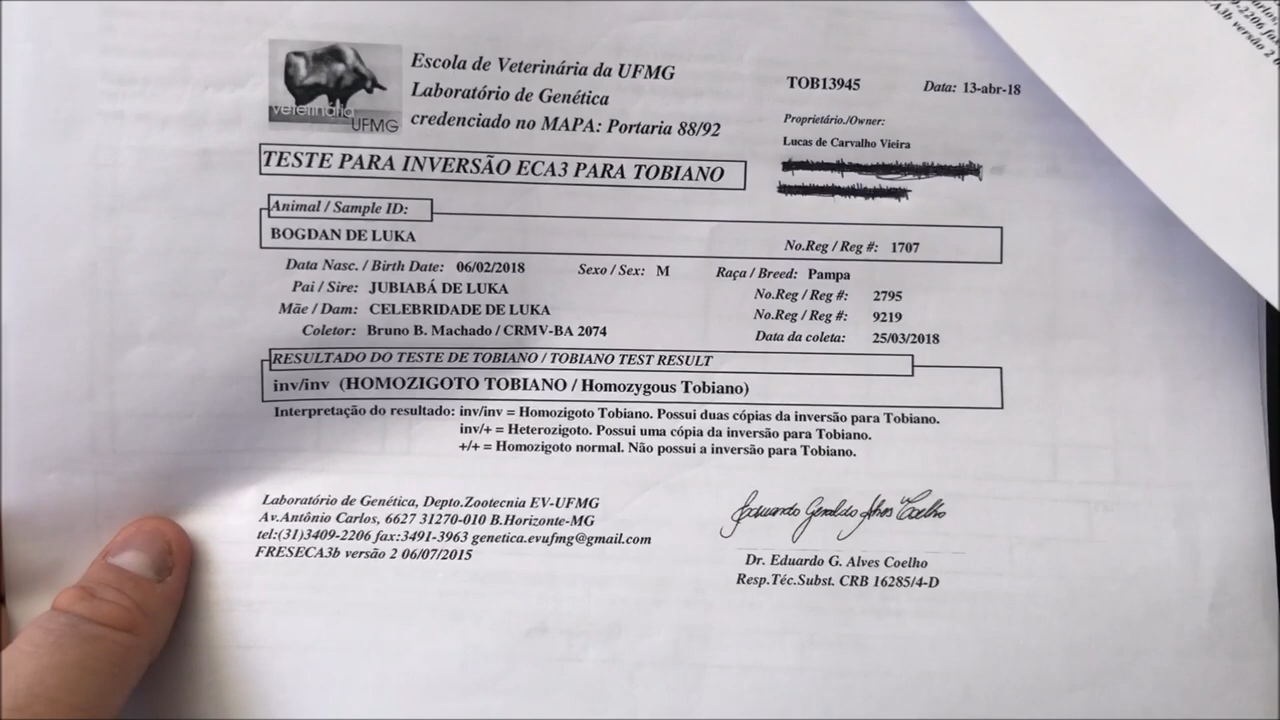 veterinária
UFMG
Escola de Veterinária da UFMG
Laboratório de Genética
credenciado no MAPA: Portaria 88/92
TOB13945 Data: 13-abr-18
Proprietário./Owner:
Lucas de Carvalho Vieira
TESTE PARA INVERSÃO ECA3 PARA TOBIANO
Animal / Sample ID:
BOGDAN DE LUKA No.Reg / Reg #: 1707
Data Nasc. / Birth Date: 06/02/2018 Sexo / Sex: M Raça / Breed: Pampa
Pai / Sire: JUBIABÁ DE LUKA No.Reg / Reg #: 2795
Mãe / Dam: CELEBRIDADE DE LUKA No.Reg / Reg #: 9219
Coletor: Bruno B. Machado / CRMV-BA 2074 Data da coleta: 25/03/2018
RESULTADO DO TESTE DE TOBIANO / TOBIANO TEST RESULT
inv/inv (HOMOZIGOTO TOBIANO / Homozygous Tobiano)
Interpretação do resultado: inv/inv = Homozigoto Tobiano. Possui duas cópias da inversão para Tobiano.
inv/+ = Heterozigoto. Possui uma cópia da inversão para Tobiano.
+/+ = Homozigoto normal. Não possui a inversão para Tobiano.
Laboratório de Genética, Depto.Zootecnia EV-UFMG
Av.Antônio Carlos, 6627 31270-010 B.Horizonte-MG
tel:(31)3409-2206 fax:3491-3963 genetica.evufmg@gmail.com
FRESECA3b versão 2 06/07/2015
Eduardo Geraldo Alves Coelho
Dr. Eduardo G. Alves Coelho
Resp.Téc.Subst. CRB 16285/4-D
-2206 fa
CA3b versão 2 0